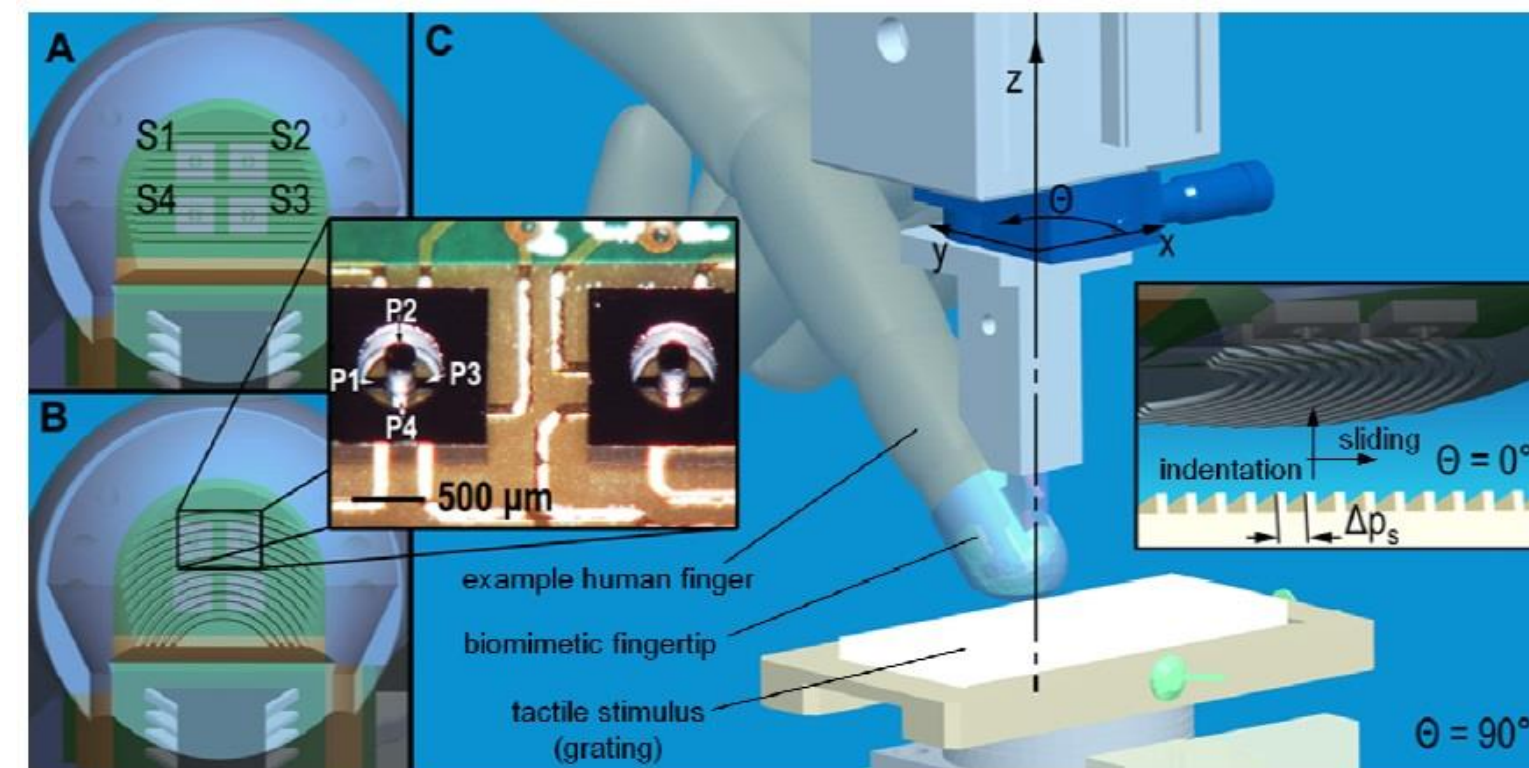 A
S1
S2
S4
S3
B
P2
P1
P3
P4
500 µm
C
z
Θ
y
x
example human finger
biomimetic fingertip
tactile stimulus
(grating)
sliding
indentation
Θ = 0°
Δps
Θ = 90°